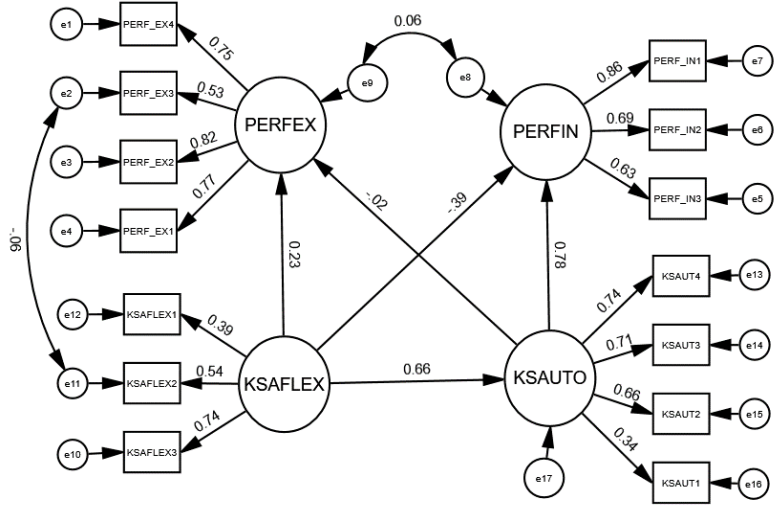 0.06
e1
PERF_EX4
0.75
e9
e8
PERF_IN1
e7
0.86
e2
PERF_EX3
0.53
PERFEX
PERFIN
0.69
PERF_IN2
e6
e3
PERF_EX2
0.82
0.77
0.63
PERF_IN3
e5
e4
PERF_EX1
-.06
0.23
-.02
-.39
0.78
KSAUT4
e13
0.74
e12
KSAFLEX1
0.39
0.71
KSAUT3
e14
e11
KSAFLEX2
0.54
KSAFLEX
0.66
KSAUTO
0.66
KSAUT2
e15
0.74
0.34
e10
KSAFLEX3
e17
KSAUT1
e16